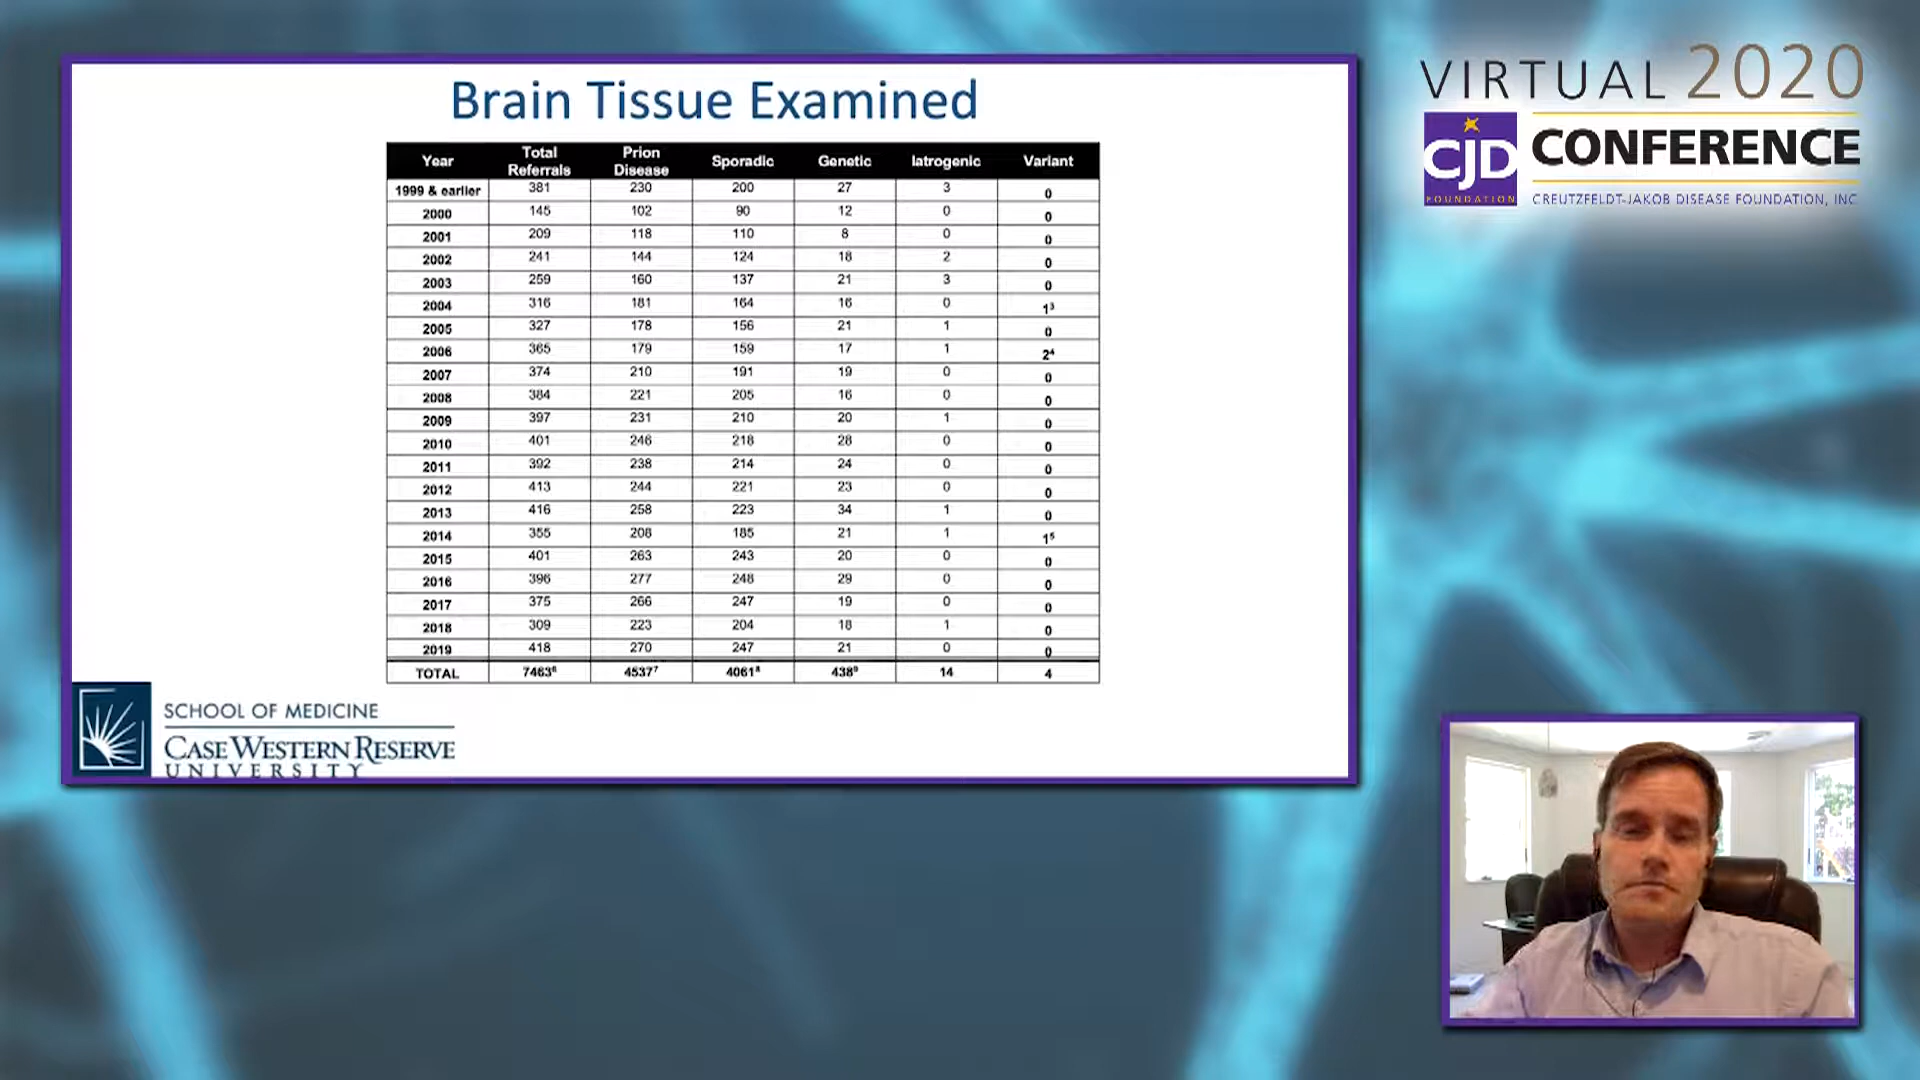 Brain Tissue Examined
Year Total Referrals Prion Disease Sporadic Genetic Iatrogenic Variant
1999 & earlier 381 230 200 27 3 0
2000 145 102 90 12 0 0
2001 209 118 110 8 0 0
2002 241 144 124 18 2 0
2003 259 160 137 21 3 0
2004 316 181 164 16 0 1³
2005 327 178 156 21 1 0
2006 365 179 159 17 1 2⁴
2007 374 210 191 19 0 0
2008 384 221 205 16 0 0
2009 397 231 210 20 1 0
2010 401 246 218 28 0 0
2011 392 238 214 24 0 0
2012 413 244 221 23 0 0
2013 416 258 223 34 1 0
2014 355 208 185 21 1 1⁵
2015 401 263 243 20 0 0
2016 396 277 248 29 0 0
2017 375 266 247 19 0 0
2018 309 223 204 18 1 0
2019 418 270 247 21 0 0
TOTAL 7463⁶ 4537⁷ 4061⁸ 438⁹ 14 4
SCHOOL OF MEDICINE
CASE WESTERN RESERVE
UNIVERSITY
VIRTUAL 2020
CJD
FOUNDATION
CONFERENCE
CREUTZFELDT-JAKOB DISEASE FOUNDATION, INC